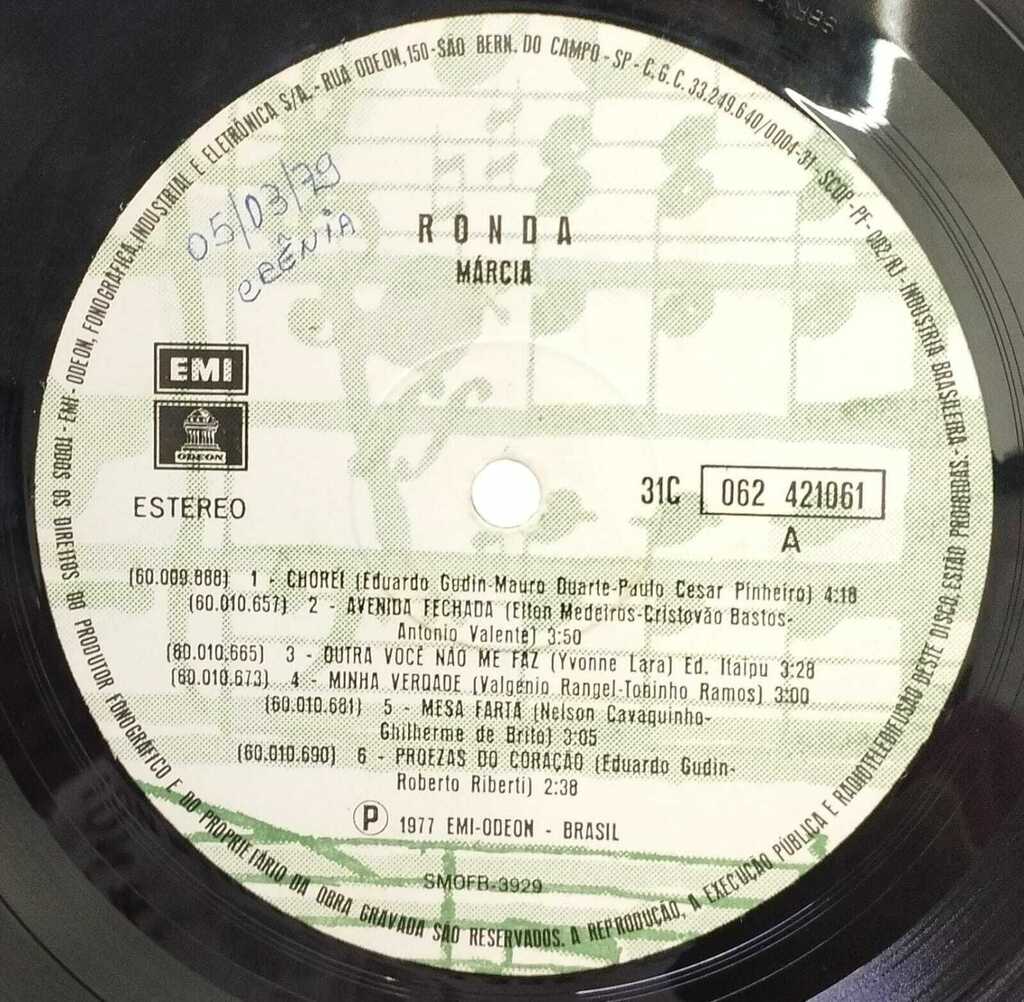 EMI - ODEON, FONOGRÁFICA, INDUSTRIAL E ELETRÔNICA S/A. - RUA ODEON, 150 - SÃO BERN. DO CAMPO - SP - C.G.C. 33.249.640/0004-31 - SCDP - PF - 002/RJ - INDUSTRIA BRASILEIRA -
TODOS OS DIREITOS DO PRODUTOR FONOGRÁFICO E DO PROPRIETÁRIO DA OBRA GRAVADA SÃO RESERVADOS. A REPRODUÇÃO, A EXECUÇÃO PÚBLICA E RADIOTELEDIFUSÃO DESTE DISCO, ESTÃO PROIBIDAS.
05/03/79
RONDA
MÁRCIA
EMI
ODEON
ESTEREO
31C 062 421061
A
(60.009.888) 1 - CHOREI (Eduardo Gudin-Mauro Duarte-Paulo Cesar Pinheiro) 4:18
(60.010.657) 2 - AVENIDA FECHADA (Elton Medeiros-Cristovão Bastos-
Antonio Valente) 3:50
(60.010.665) 3 - OUTRA VOCÊ NÃO ME FAZ (Yvonne Lara) Ed. Itaipu 3:28
(60.010.673) 4 - MINHA VERDADE (Valgênio Rangel-Tobinho Ramos) 3:00
(60.010.681) 5 - MESA FARTA (Nelson Cavaquinho-
Ghilherme de Brito) 3:05
(60.010.690) 6 - PROEZAS DO CORAÇÃO (Eduardo Gudin-
Roberto Riberti) 2:38
Ⓟ 1977 EMI-ODEON - BRASIL
SMOFB-3929